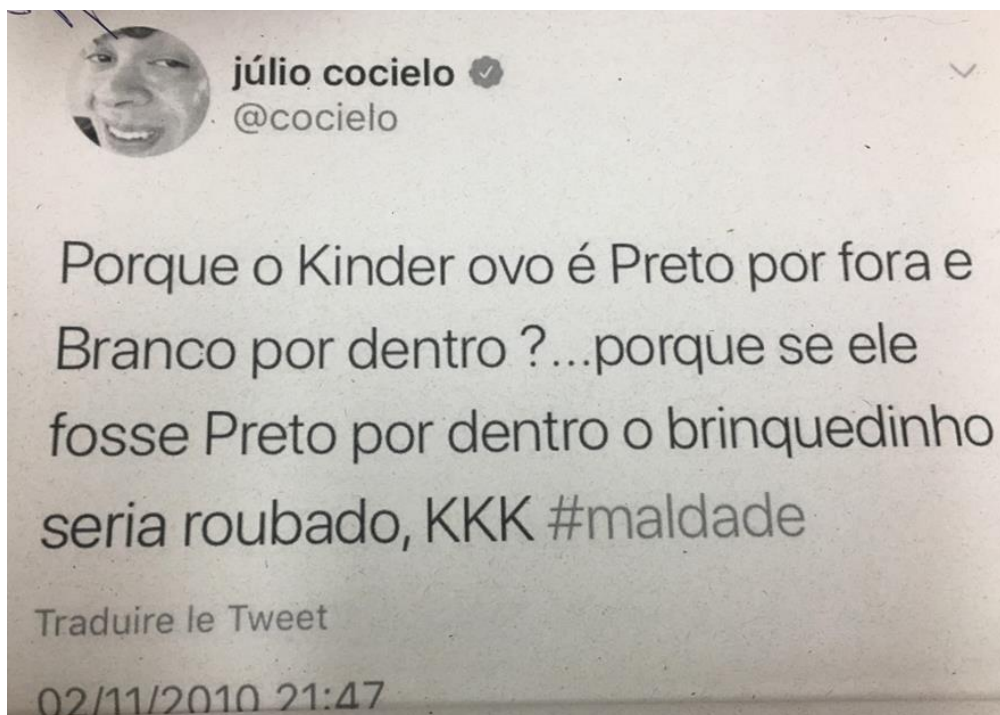 júlio cocielo
@cocielo
Porque o Kinder ovo é Preto por fora e
Branco por dentro ?...porque se ele
fosse Preto por dentro o brinquedinho
seria roubado, KKK #maldade
Traduire le Tweet
02/11/2010 21:47